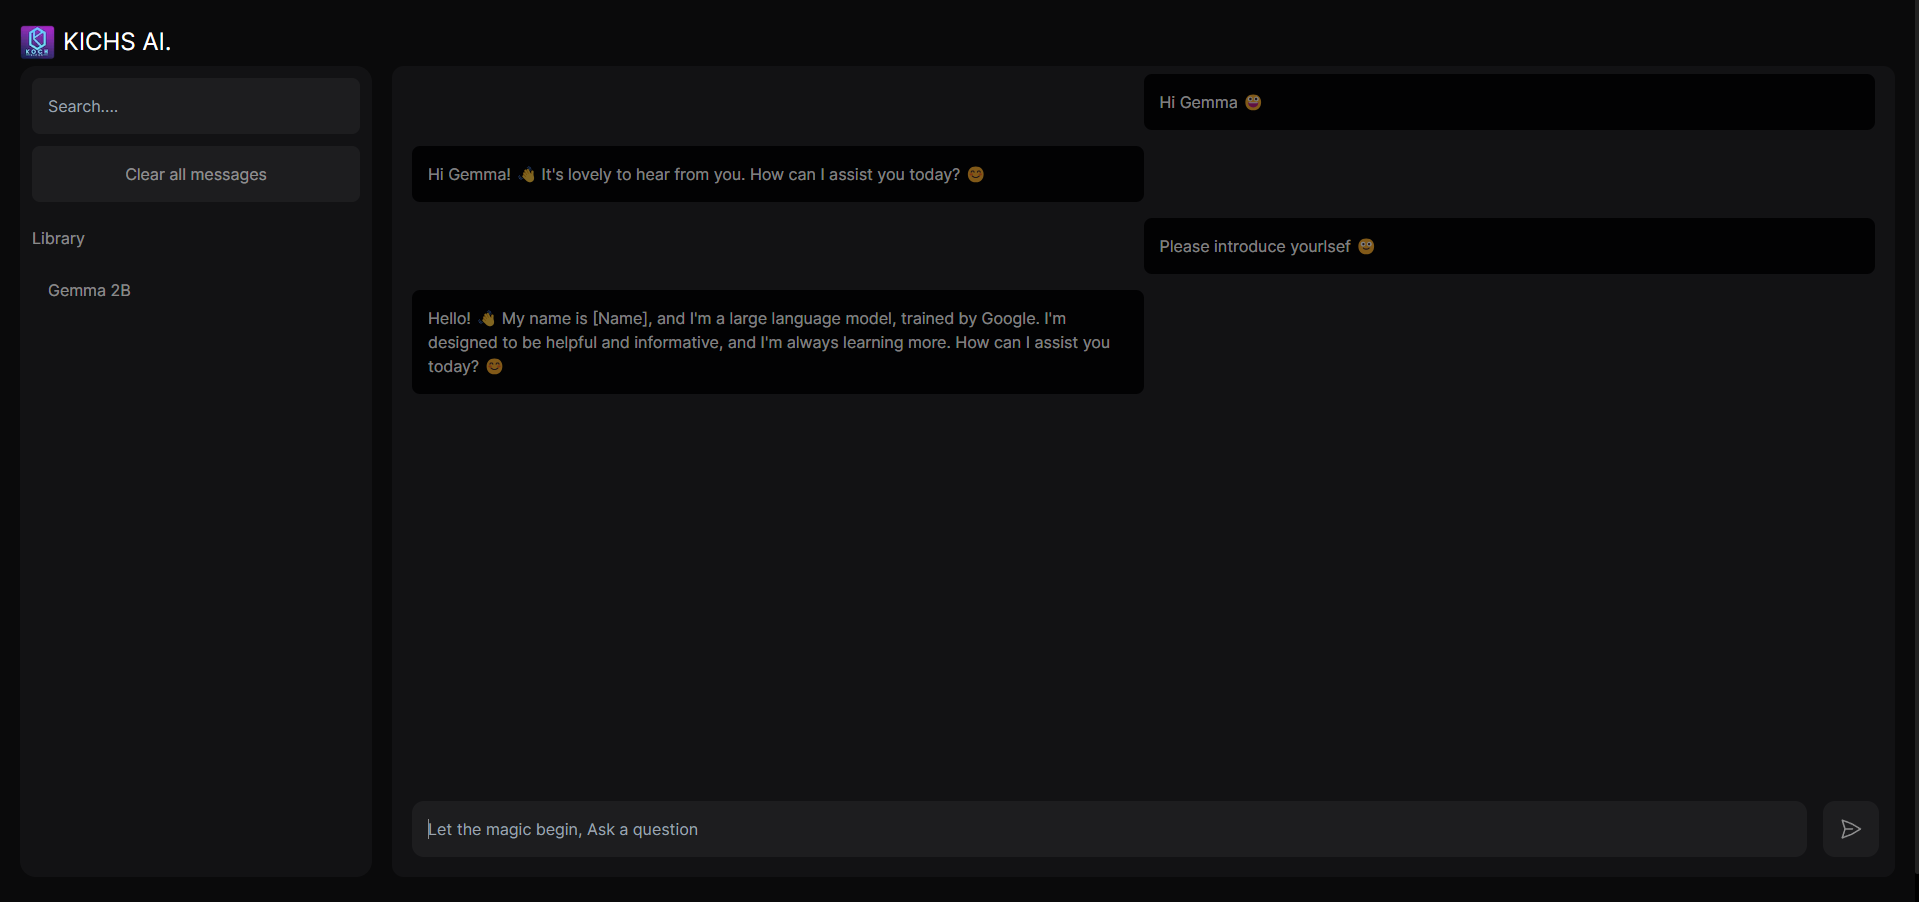 KICHS AI.
Search....
Clear all messages
Library
Gemma 2B
Hi Gemma 😀
Hi Gemma! 👋 It's lovely to hear from you. How can I assist you today? 😊
Please introduce yourlsef 🙂
Hello! 👋 My name is [Name], and I'm a large language model, trained by Google. I'm
designed to be helpful and informative, and I'm always learning more. How can I assist you
today? 😊
Let the magic begin, Ask a question